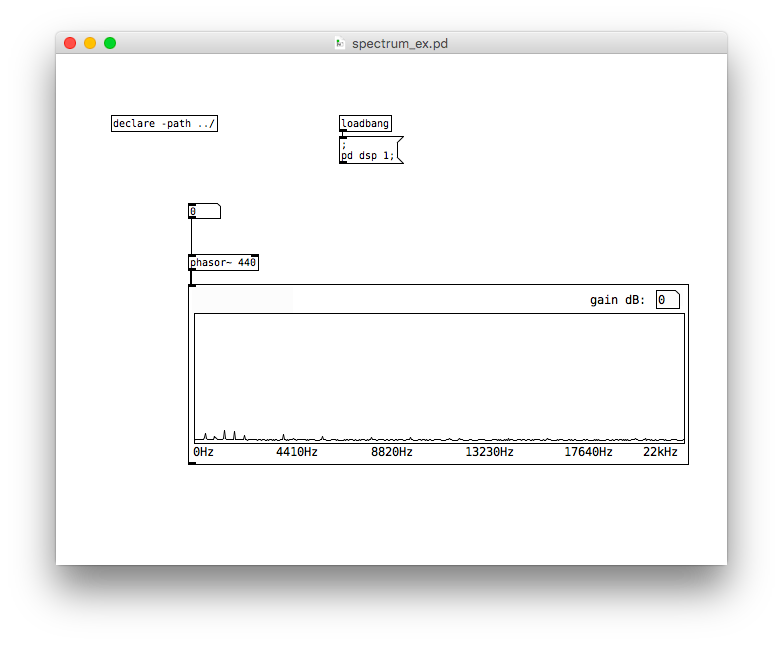 spectrum_ex.pd
declare -path ../
loadbang
;
pd dsp 1;
0
phasor~ 440
gain dB: 0
0Hz 4410Hz 8820Hz 13230Hz 17640Hz 22kHz